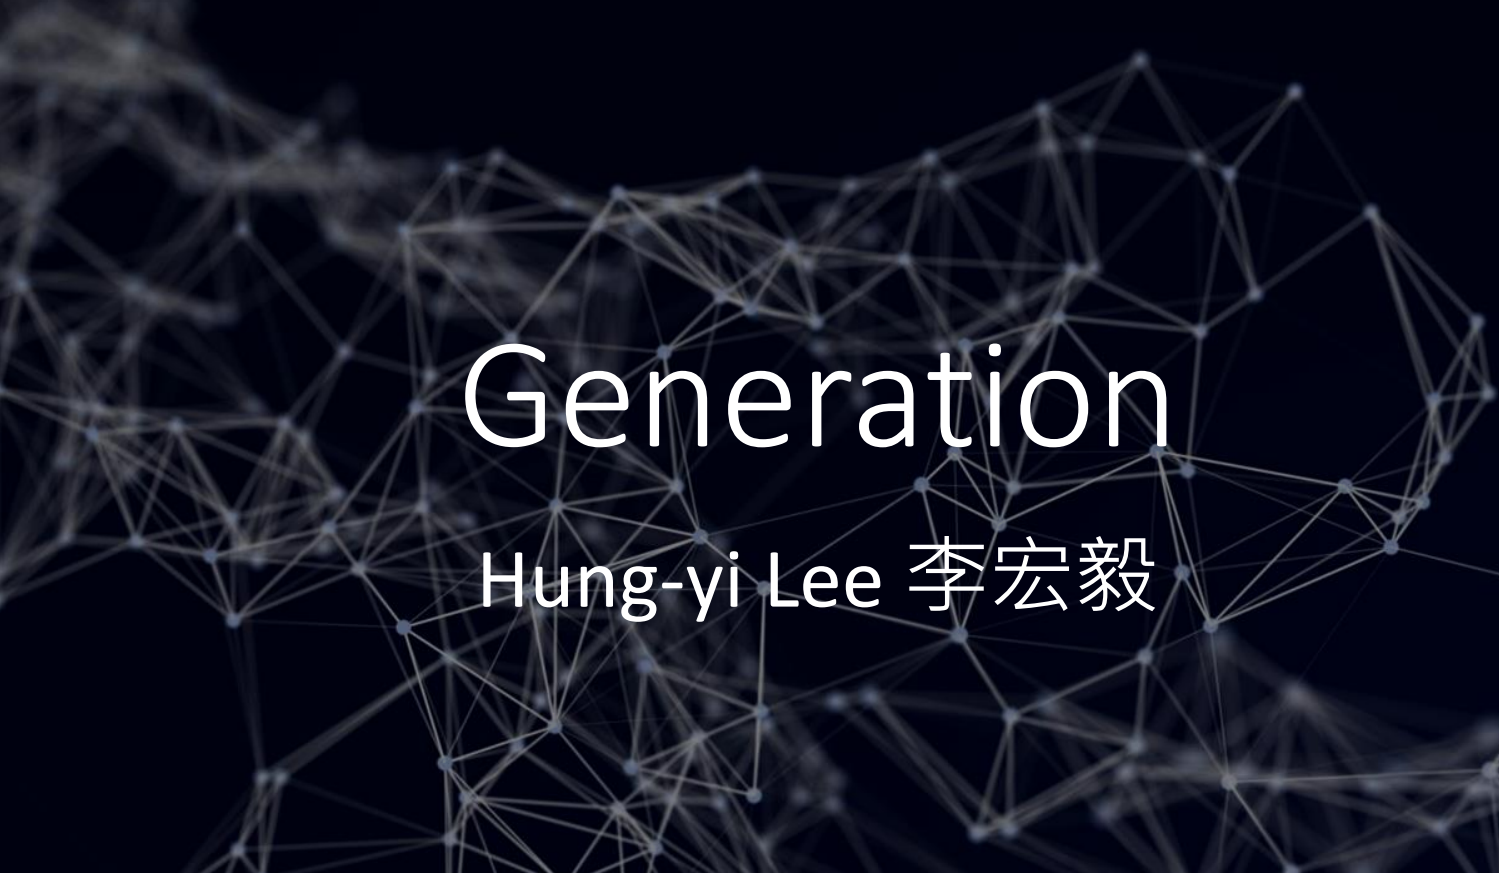 Generation
Hung-yi Lee 李宏毅